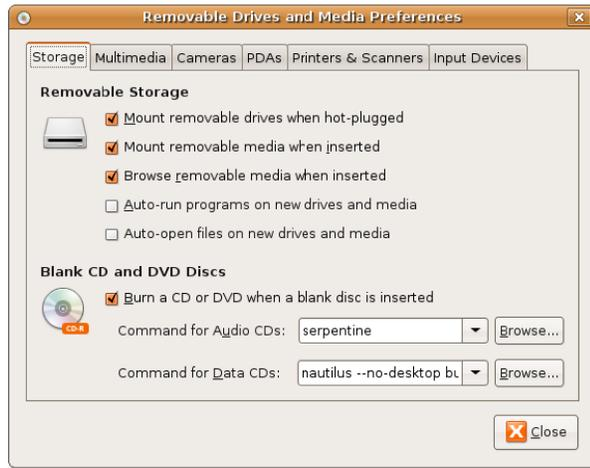 Removable Drives and Media Preferences
Storage Multimedia Cameras PDAs Printers & Scanners Input Devices
Removable Storage
Mount removable drives when hot-plugged
Mount removable media when inserted
Browse removable media when inserted
Auto-run programs on new drives and media
Auto-open files on new drives and media
Blank CD and DVD Discs
Burn a CD or DVD when a blank disc is inserted
CD-R
Command for Audio CDs: serpentine Browse...
Command for Data CDs: nautilus --no-desktop bu Browse...
Close